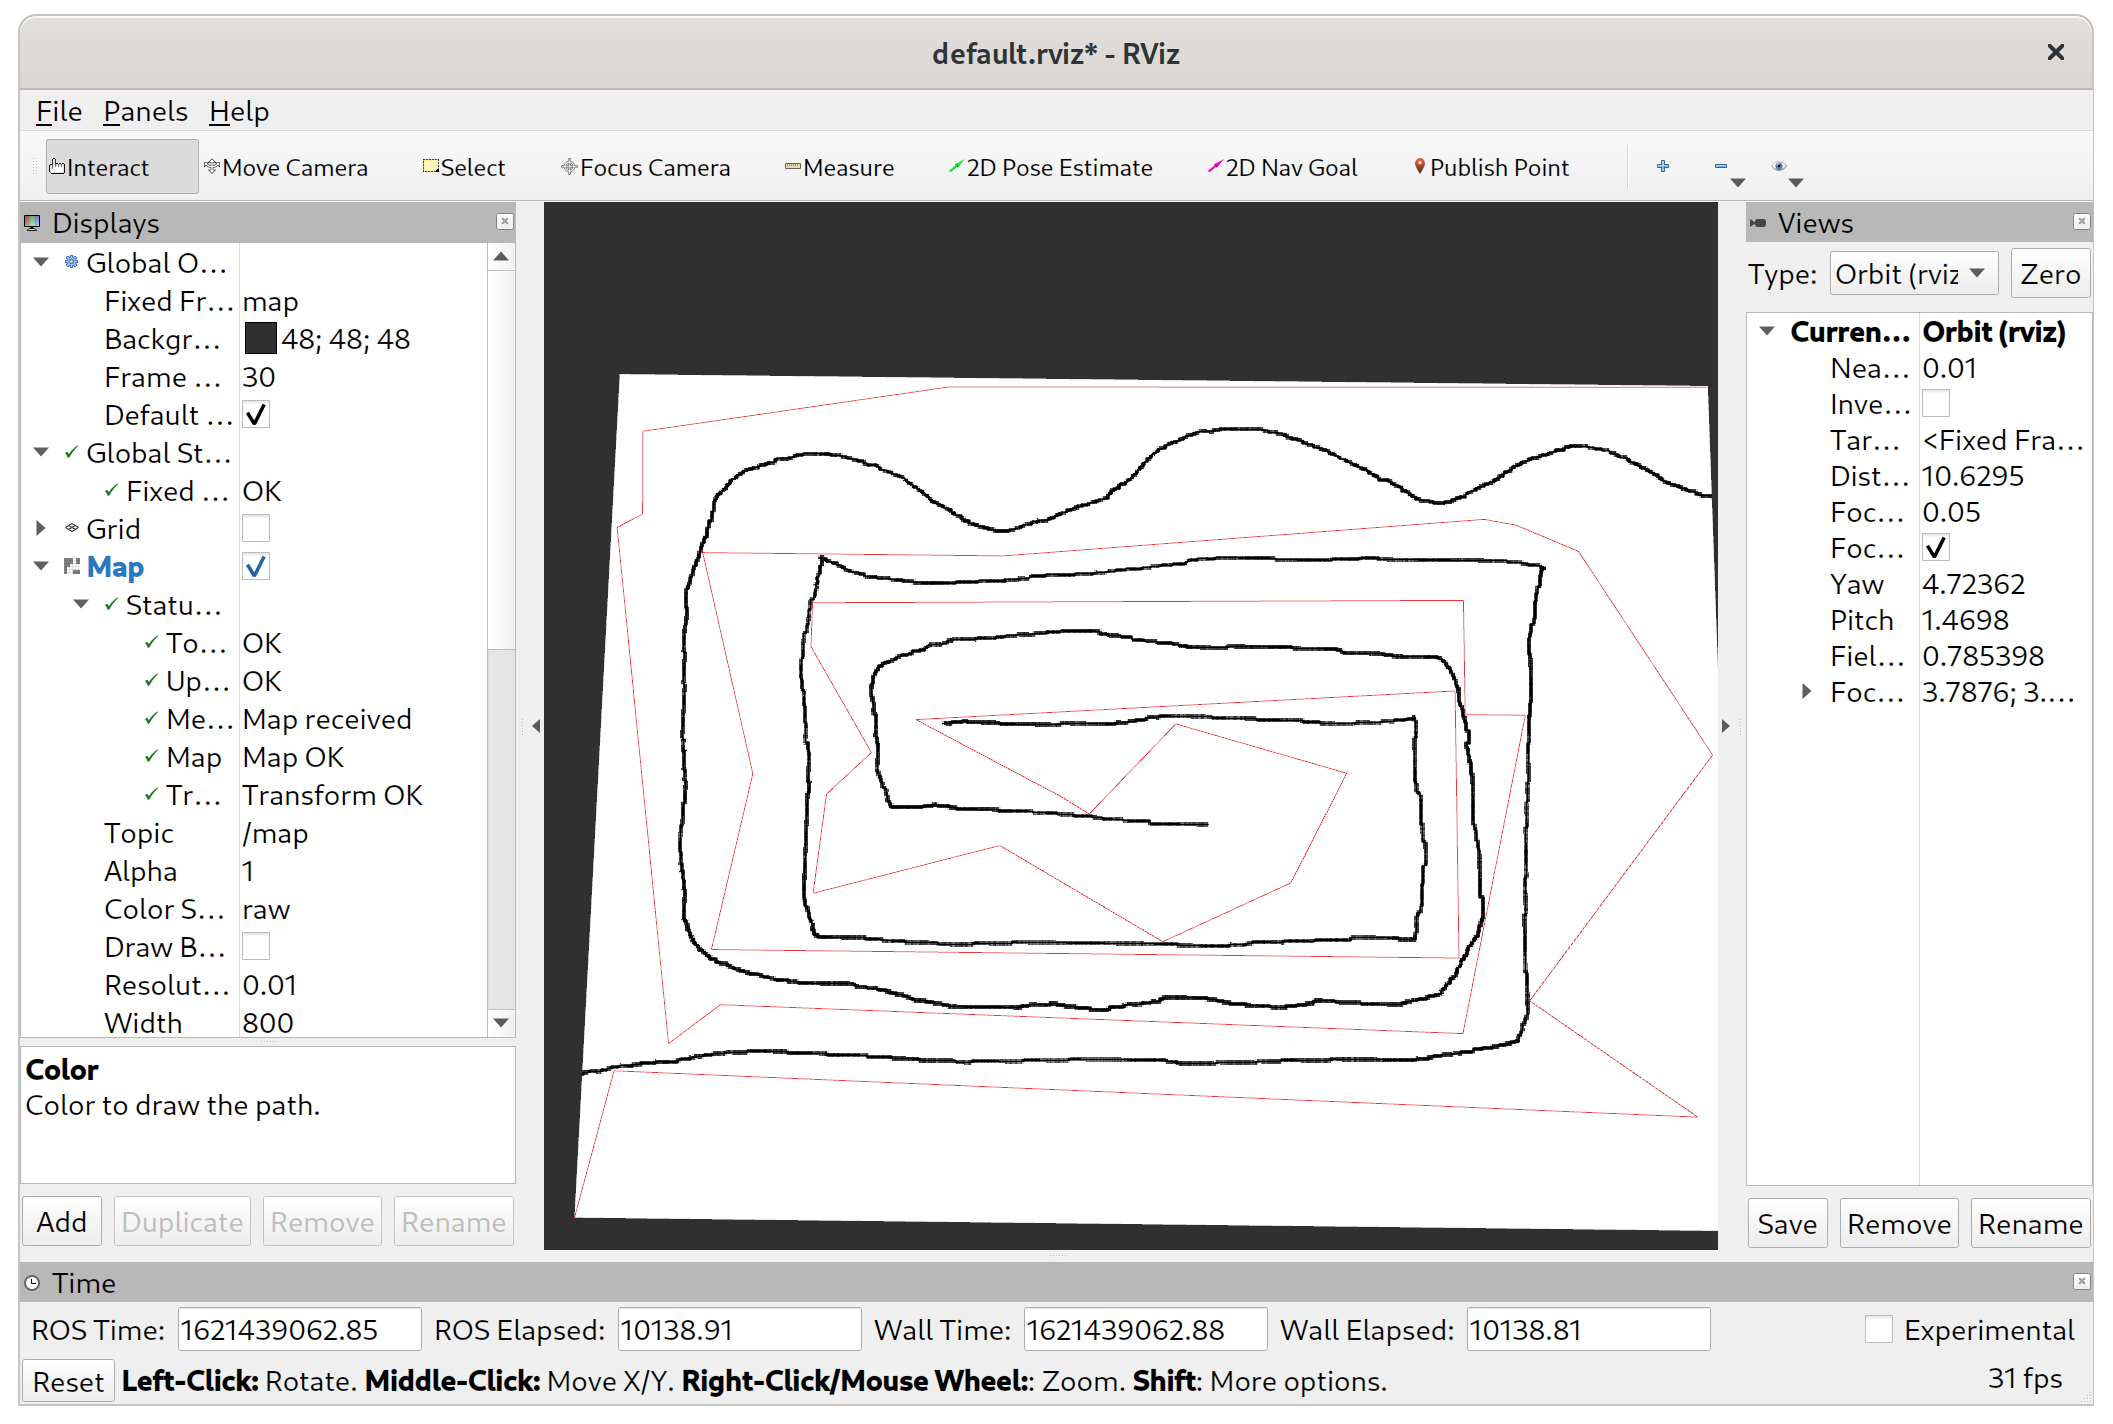 default.rviz* - RViz
File Panels Help
Interact Move Camera Select Focus Camera Measure 2D Pose Estimate 2D Nav Goal Publish Point
Displays
Global O...
Fixed Fr... map
Backgr... 48; 48; 48
Frame ... 30
Default ...
Global St...
Fixed ... OK
Grid
Map
Statu...
To... OK
Up... OK
Me... Map received
Map Map OK
Tr... Transform OK
Topic /map
Alpha 1
Color S... raw
Draw B...
Resolut... 0.01
Width 800
Color
Color to draw the path.
Add Duplicate Remove Rename
Views
Type: Orbit (rviz Zero
Curren... Orbit (rviz)
Nea... 0.01
Inve...
Tar... <Fixed Fra...
Dist... 10.6295
Foc... 0.05
Foc...
Yaw 4.72362
Pitch 1.4698
Fiel... 0.785398
Foc... 3.7876; 3....
Save Remove Rename
Time
ROS Time: 1621439062.85 ROS Elapsed: 10138.91 Wall Time: 1621439062.88 Wall Elapsed: 10138.81 Experimental
Reset Left-Click: Rotate. Middle-Click: Move X/Y. Right-Click/Mouse Wheel:: Zoom. Shift: More options. 31 fps